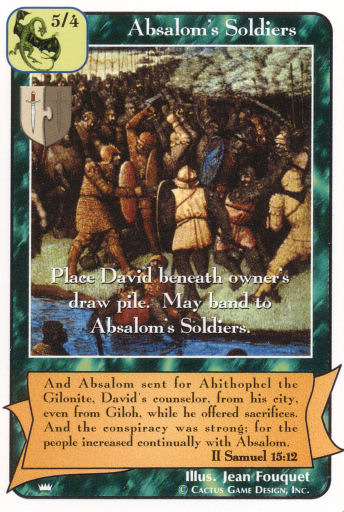 5/4
Absalom's Soldiers
Place David beneath owner's
draw pile. May band to
Absalom's Soldiers.
And Absalom sent for Ahithophel the
Gilonite, David's counselor, from his city,
even from Giloh, while he offered sacrifices.
And the conspiracy was strong; for the
people increased continually with Absalom.
II Samuel 15:12
Illus. Jean Fouquet
© Cactus Game Design, Inc.